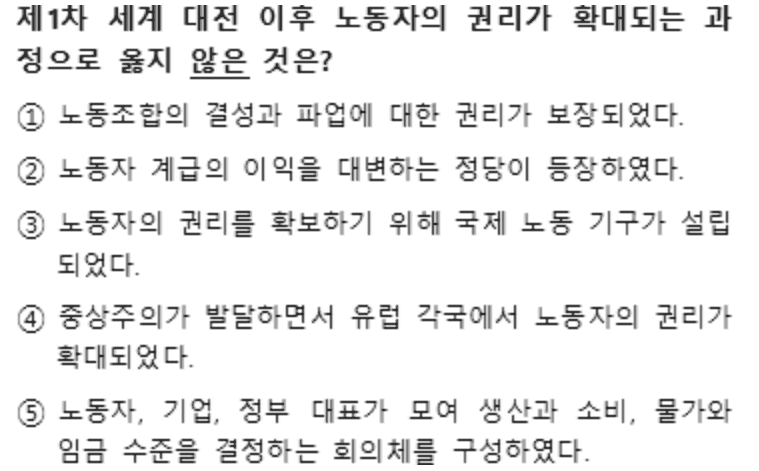 제1차 세계 대전 이후 노동자의 권리가 확대되는 과
정으로 옳지 않은 것은?
① 노동조합의 결성과 파업에 대한 권리가 보장되었다.
② 노동자 계급의 이익을 대변하는 정당이 등장하였다.
③ 노동자의 권리를 확보하기 위해 국제 노동 기구가 설립
되었다.
④ 중상주의가 발달하면서 유럽 각국에서 노동자의 권리가
확대되었다.
⑤ 노동자, 기업, 정부 대표가 모여 생산과 소비, 물가와
임금 수준을 결정하는 회의체를 구성하였다.